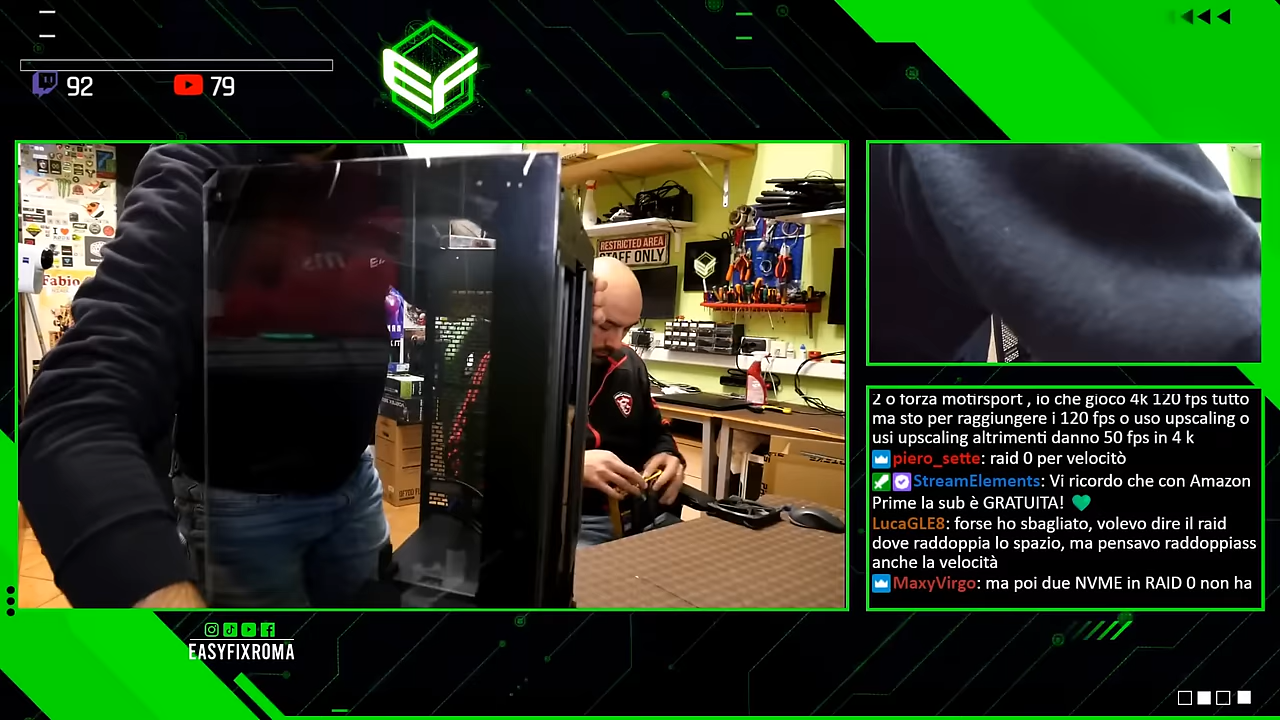 92
79
EF
RESTRICTED AREA
STAFF ONLY
Fabio
2 o forza motirsport , io che gioco 4k 120 fps tutto
ma sto per raggiungere i 120 fps o uso upscaling o
usi upscaling altrimenti danno 50 fps in 4 k
piero_sette: raid 0 per velocitò
StreamElements: Vi ricordo che con Amazon
Prime la sub è GRATUITA!
LucaGLE8: forse ho sbagliato, volevo dire il raid
dove raddoppia lo spazio, ma pensavo raddoppiass
anche la velocità
MaxyVirgo: ma poi due NVME in RAID 0 non ha
EASYFIXROMA